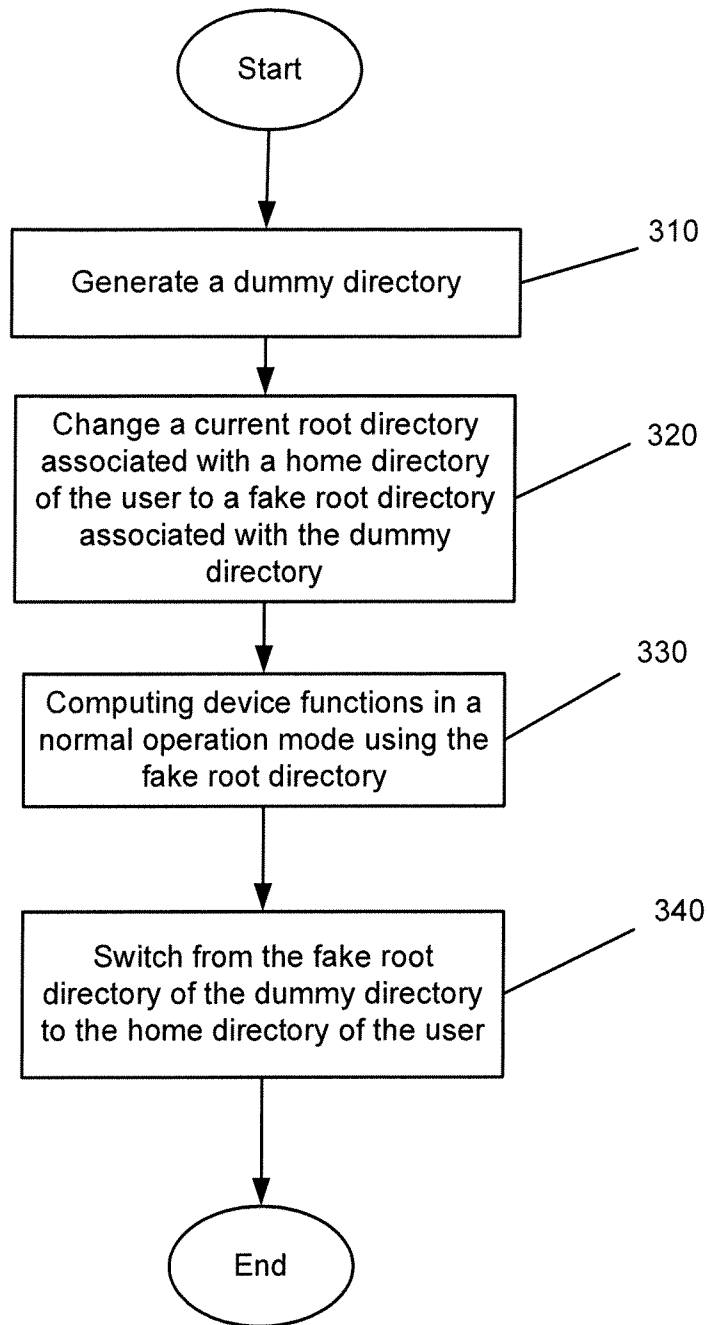 Start
310
Generate a dummy directory
320
Change a current root directory
associated with a home directory
of the user to a fake root directory
associated with the dummy
directory
330
Computing device functions in a
normal operation mode using the
fake root directory
340
Switch from the fake root
directory of the dummy directory
to the home directory of the user
End